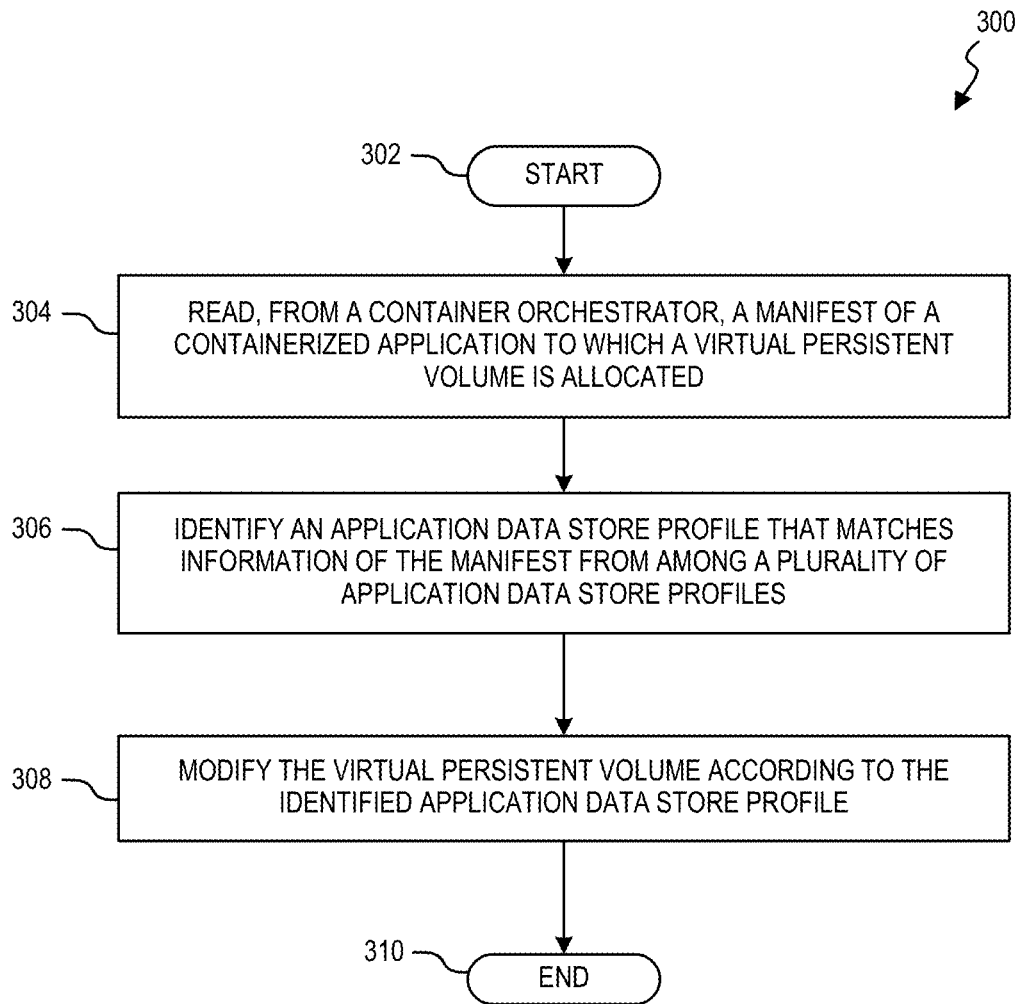 300
302
START
304
READ, FROM A CONTAINER ORCHESTRATOR, A MANIFEST OF A
CONTAINERIZED APPLICATION TO WHICH A VIRTUAL PERSISTENT
VOLUME IS ALLOCATED
306
IDENTIFY AN APPLICATION DATA STORE PROFILE THAT MATCHES
INFORMATION OF THE MANIFEST FROM AMONG A PLURALITY OF
APPLICATION DATA STORE PROFILES
308
MODIFY THE VIRTUAL PERSISTENT VOLUME ACCORDING TO THE
IDENTIFIED APPLICATION DATA STORE PROFILE
310
END